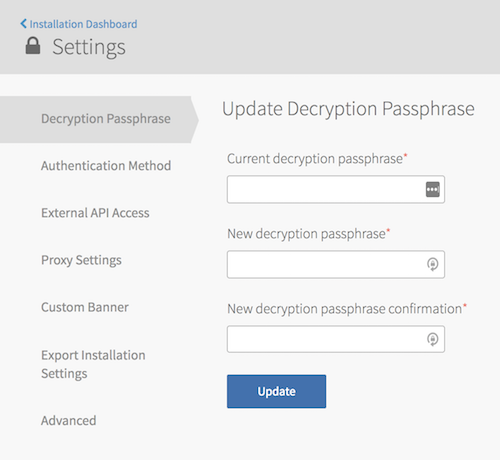 Installation Dashboard
Settings
Decryption Passphrase
Authentication Method
External API Access
Proxy Settings
Custom Banner
Export Installation
Settings
Advanced
Update Decryption Passphrase
Current decryption passphrase*
New decryption passphrase*
New decryption passphrase confirmation*
Update